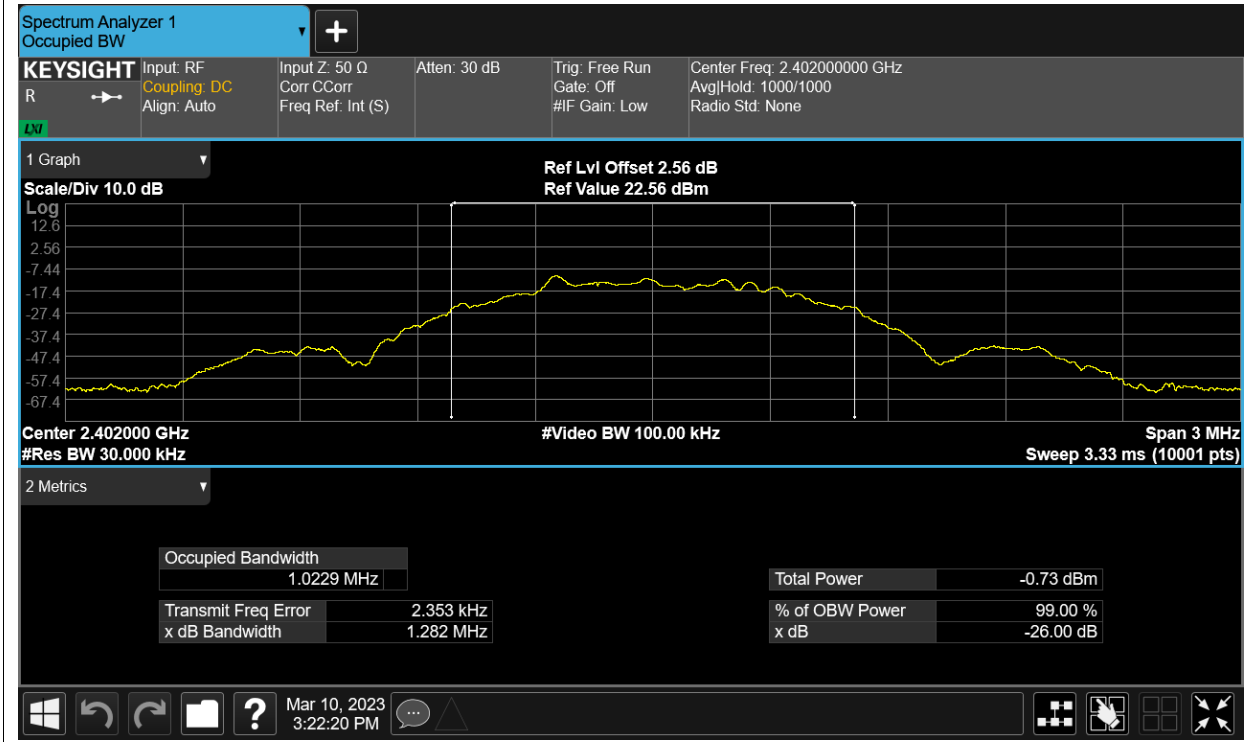 Spectrum Analyzer 1
Occupied BW
KEYSIGHT
R
LXI
Input: RF
Coupling: DC
Align: Auto
Input Z: 50 Ω
Corr CCorr
Freq Ref: Int (S)
Atten: 30 dB
Trig: Free Run
Gate: Off
#IF Gain: Low
Center Freq: 2.402000000 GHz
Avg|Hold: 1000/1000
Radio Std: None
1 Graph
Scale/Div 10.0 dB
Ref Lvl Offset 2.56 dB
Ref Value 22.56 dBm
Log
12.6
2.56
-7.44
-17.4
-27.4
-37.4
-47.4
-57.4
-67.4
Center 2.402000 GHz
#Video BW 100.00 kHz
Span 3 MHz
#Res BW 30.000 kHz
Sweep 3.33 ms (10001 pts)
2 Metrics
Occupied Bandwidth
1.0229 MHz
Total Power -0.73 dBm
Transmit Freq Error 2.353 kHz
% of OBW Power 99.00 %
x dB Bandwidth 1.282 MHz
x dB -26.00 dB
?
Mar 10, 2023
3:22:20 PM